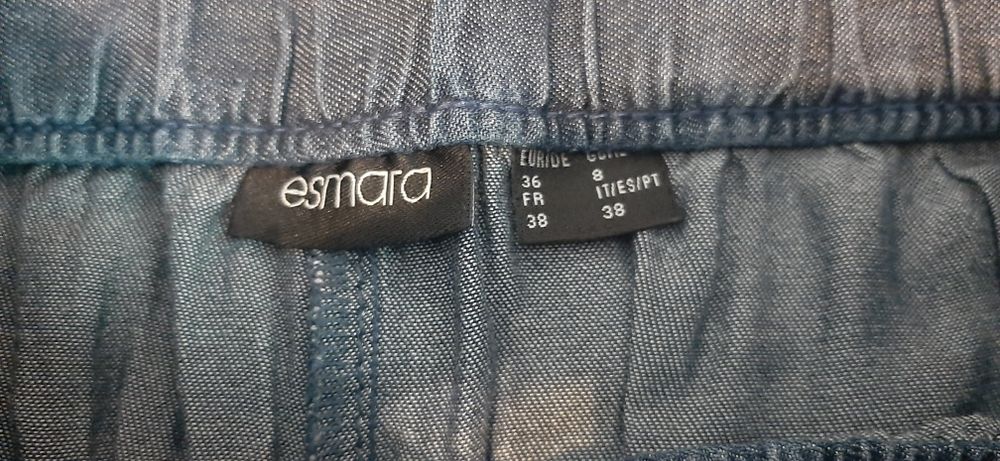 esmara
EUR/DE
36
FR
38
8
IT/ES/PT
38